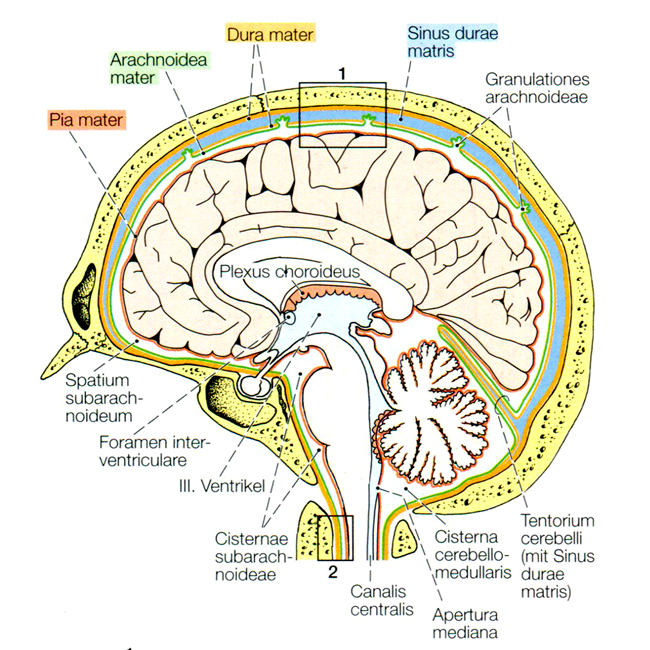 Dura mater
Sinus durae
matris
Arachnoidea
mater
1
Granulationes
arachnoideae
Pia mater
Plexus choroideus
Spatium
subarach-
noideum
Foramen inter-
ventriculare
III. Ventrikel
Cisternae
subarach-
noideae
2
Canalis
centralis
Apertura
mediana
Cisterna
cerebello-
medullaris
Tentorium
cerebelli
(mit Sinus
durae
matris)